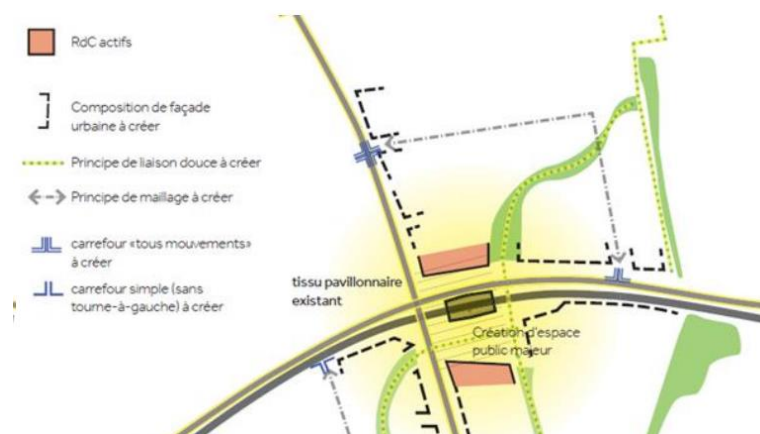 RdC actifs
Composition de façade
urbaine à créer
Principe de liaison douce à créer
Principe de maillage à créer
carrefour «tous mouvements»
à créer
carrefour simple (sans
tourne-à-gauche) à créer
tissu pavillonnaire
existant
Création d'espace
public majeur